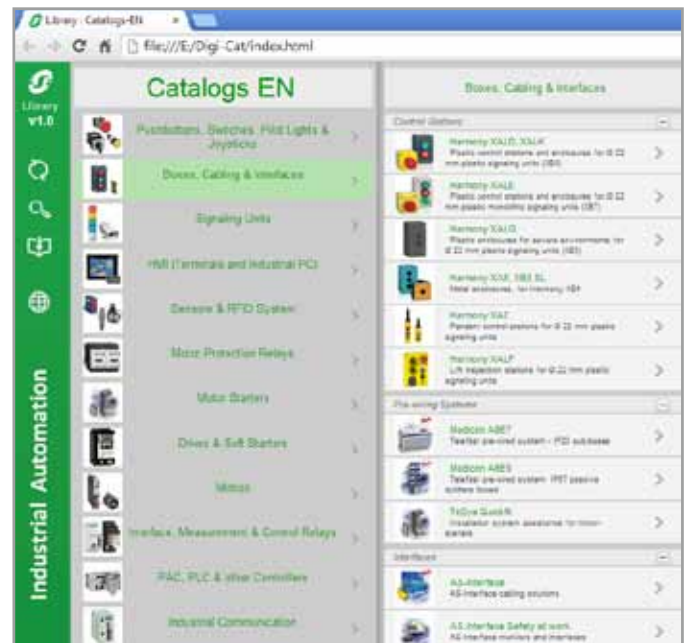 Library : Catalogs-EN
file:///E:/Digi-Cat/index.html
Library
v1.0
Industrial Automation
Catalogs EN
Pushbuttons, Switches, Pilot Lights &
Joysticks
Boxes, Cabling & Interfaces
Signaling Units
HMI (Terminals and Industrial PC)
Sensors & RFID System
Motor Protection Relays
Motor Starters
Drives & Soft Starters
Motors
Interface, Measurement & Control Relays
PAC, PLC & other Controllers
Industrial Communication
Boxes, Cabling & Interfaces
Control Stations
Harmony XALD, XALK
Plastic control stations and enclosures for Ø 22
mm plastic signaling units (XB5)
Harmony XALE
Plastic control stations and enclosures for Ø 22
mm plastic monolithic signaling units (XB7)
Harmony XALG
Plastic enclosures for severe environments for
Ø 22 mm plastic signaling units (XB5)
Harmony XAP, XB2 SL
Metal enclosures, for Harmony XB4
Harmony XAC
Pendant control stations for Ø 22 mm plastic
signaling units
Harmony XALF
Lift inspection stations for Ø 22 mm plastic
signaling units
Pre-wiring Systems
Modicon ABE7
Telefast pre-wired system - IP20 sub-bases
Modicon ABE9
Telefast pre-wired system - IP67 passive
splitter boxes
TeSys Quickfit
Installation system assistance for motor-
starters
Interfaces
AS-Interface
AS-Interface cabling solutions
AS-Interface Safety at work
AS-Interface monitors and interfaces